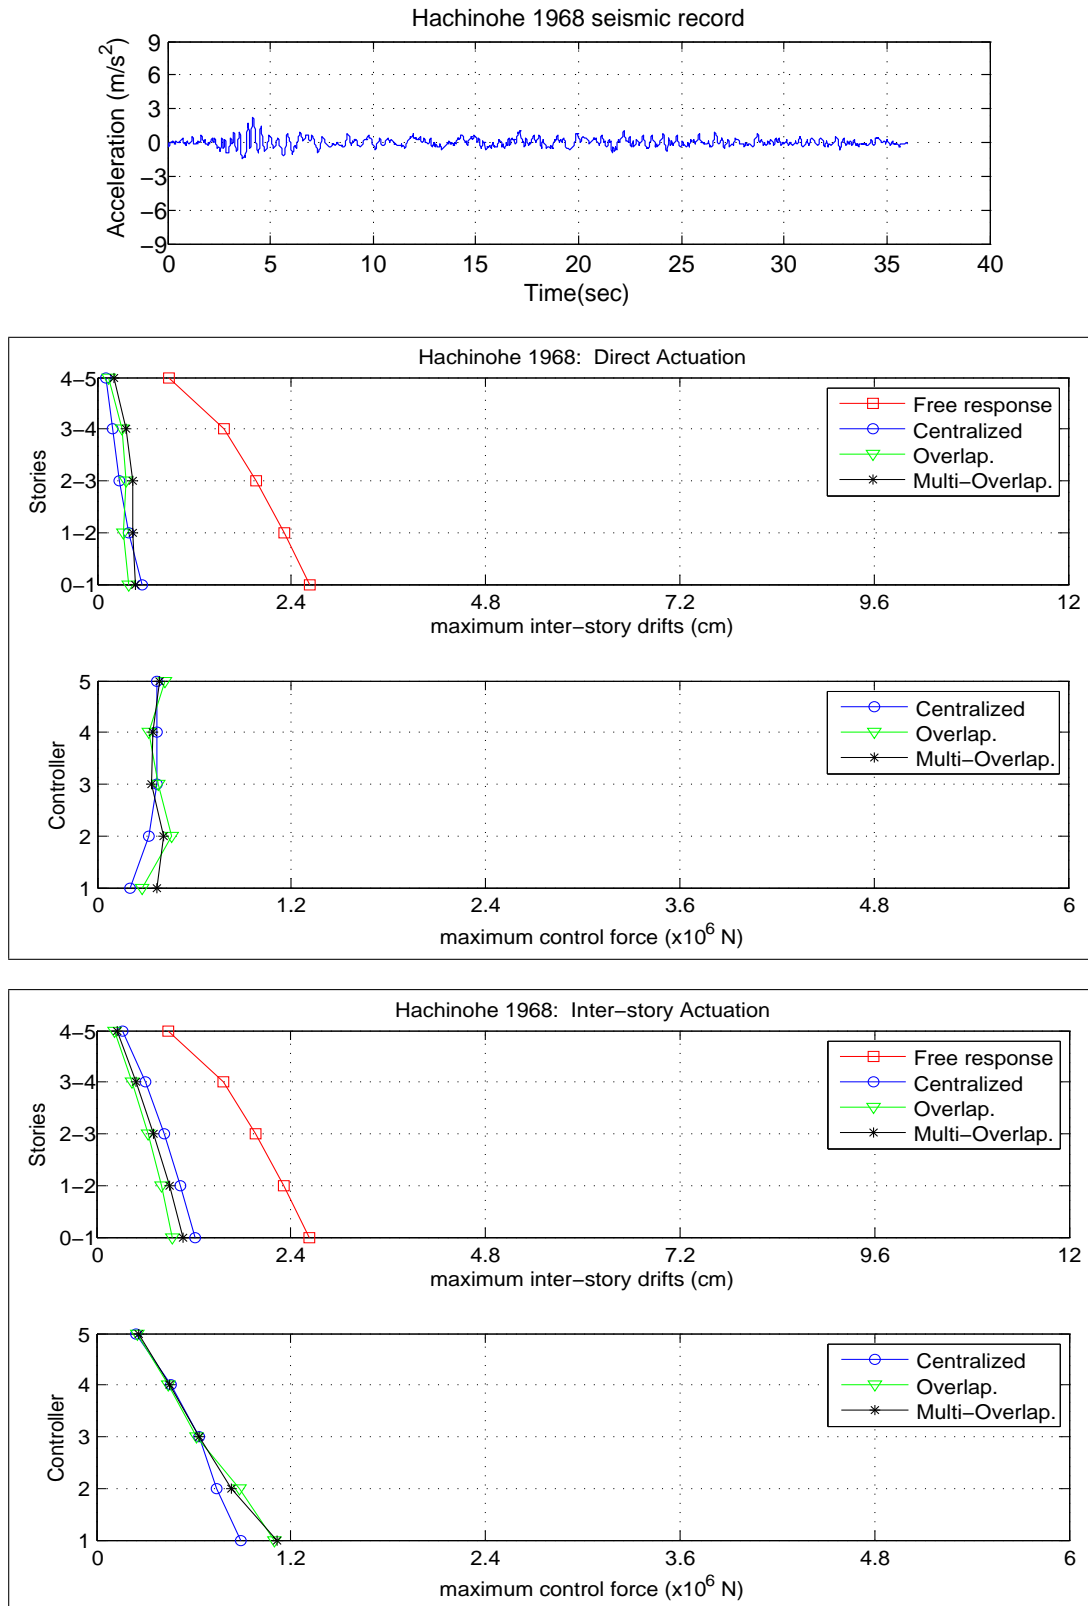 Hachinohe 1968 seismic record
Acceleration (m/s²)
9
6
3
0
−3
−6
−9
0 5 10 15 20 25 30 35 40
Time(sec)
Hachinohe 1968: Direct Actuation
Stories
4−5
3−4
2−3
1−2
0−1
Free response
Centralized
Overlap.
Multi−Overlap.
0 2.4 4.8 7.2 9.6 12
maximum inter−story drifts (cm)
Controller
5
4
3
2
1
Centralized
Overlap.
Multi−Overlap.
0 1.2 2.4 3.6 4.8 6
maximum control force (x10⁶ N)
Hachinohe 1968: Inter−story Actuation
Stories
4−5
3−4
2−3
1−2
0−1
Free response
Centralized
Overlap.
Multi−Overlap.
0 2.4 4.8 7.2 9.6 12
maximum inter−story drifts (cm)
Controller
5
4
3
2
1
Centralized
Overlap.
Multi−Overlap.
0 1.2 2.4 3.6 4.8 6
maximum control force (x10⁶ N)